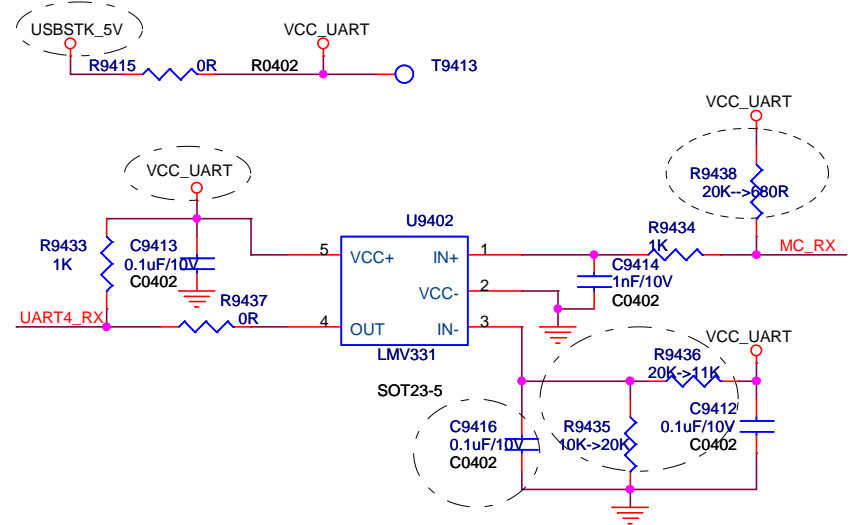 USBSTK_5V
VCC_UART
R9415 0R R0402 T9413
VCC_UART
VCC_UART
R9438
20K-->680R
U9402
R9433
1K
C9413
0.1uF/10V
C0402
5 VCC+ IN+ 1
R9434
1K
MC_RX
C9414
1nF/10V
C0402
VCC- 2
R9437
0R
UART4_RX
4 OUT IN- 3
LMV331
SOT23-5
VCC_UART
R9436
20K->11K
C9416
0.1uF/10V
C0402
R9435
10K->20K
C9412
0.1uF/10V
C0402